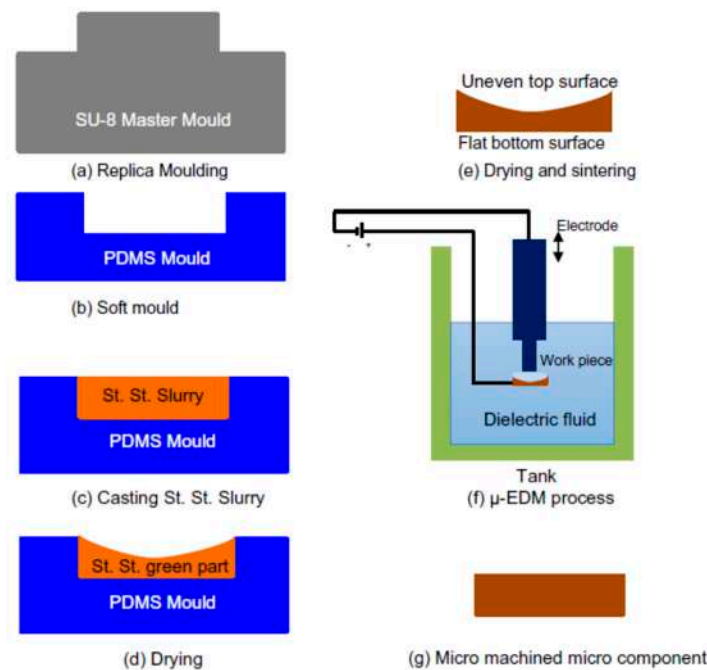 SU-8 Master Mould
(a) Replica Moulding
PDMS Mould
(b) Soft mould
St. St. Slurry
PDMS Mould
(c) Casting St. St. Slurry
St. St. green part
PDMS Mould
(d) Drying
Uneven top surface
Flat bottom surface
(e) Drying and sintering
Electrode
- +
Work piece
Dielectric fluid
Tank
(f) µ-EDM process
(g) Micro machined micro component